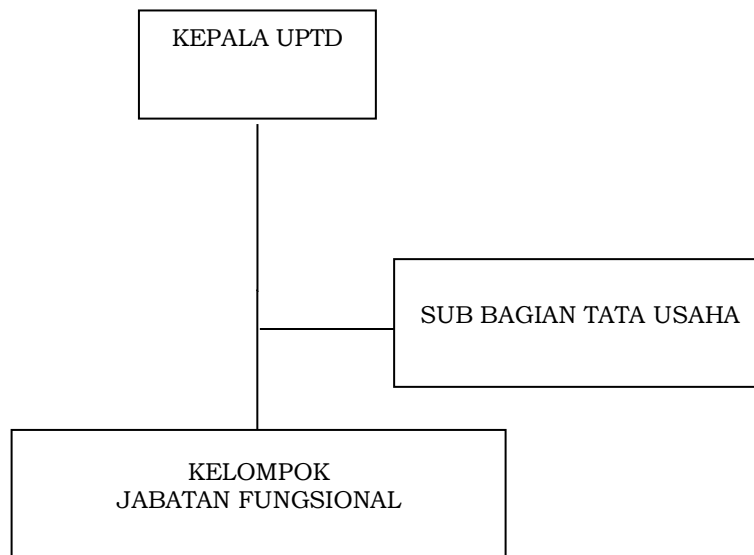 KEPALA UPTD
SUB BAGIAN TATA USAHA
KELOMPOK
JABATAN FUNGSIONAL